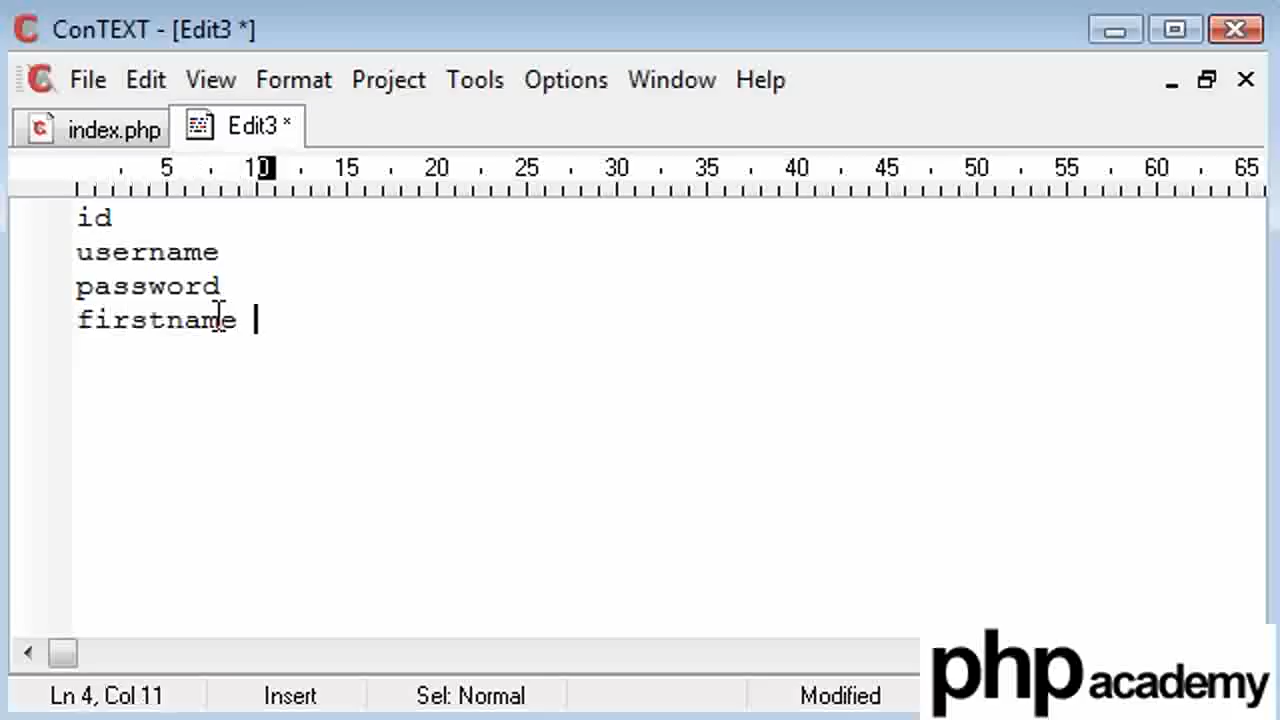 ConTEXT - [Edit3 *]
File Edit View Format Project Tools Options Window Help
index.php Edit3 *
5 10 15 20 25 30 35 40 45 50 55 60 65
id
username
password
firstname
Ln 4, Col 11 Insert Sel: Normal Modified
php academy